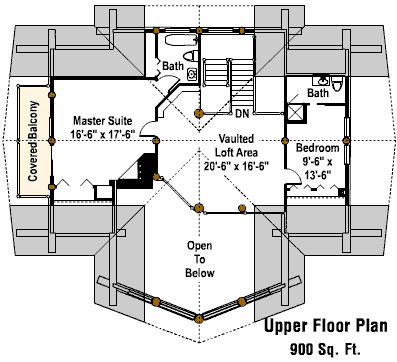 Bath
Bath
DN
Covered Balcony
Master Suite
16'-6" x 17'-6"
Vaulted
Loft Area
20'-6" x 16'-6"
Bedroom
9'-6" x
13'-6"
Open
To
Below
Upper Floor Plan
900 Sq. Ft.